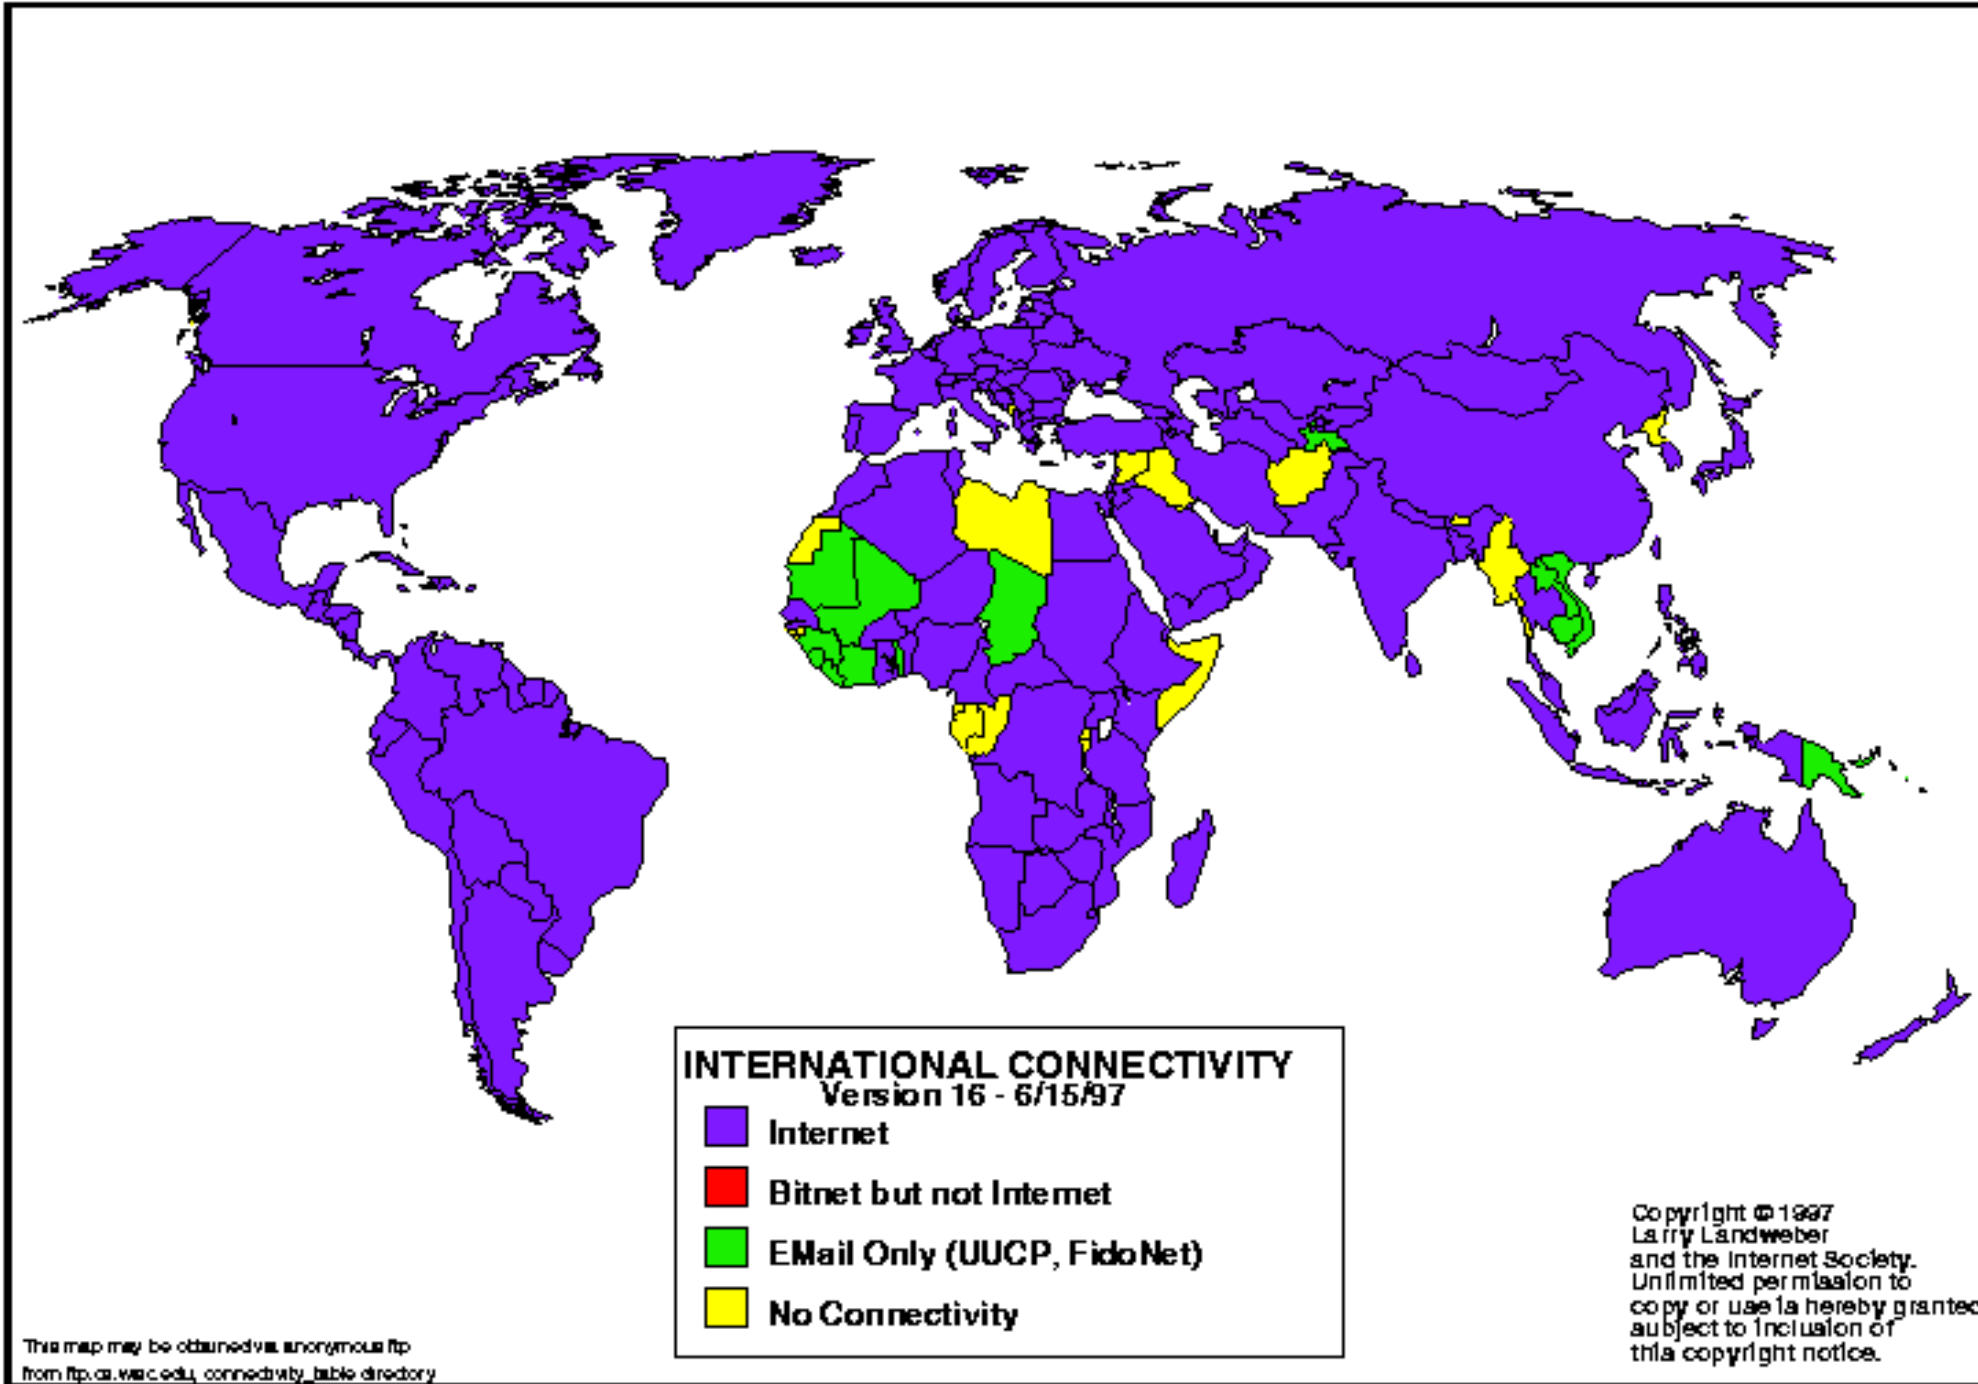 INTERNATIONAL CONNECTIVITY
Version 16 - 6/15/97
Internet
Bitnet but not Internet
EMail Only (UUCP, FidoNet)
No Connectivity
Copyright © 1997
Larry Landweber
and the Internet Society.
Unlimited permission to
copy or use is hereby granted
subject to inclusion of
this copyright notice.
This map may be obtained via anonymous ftp
from ftp.cs.wisc.edu, connectivity_table directory